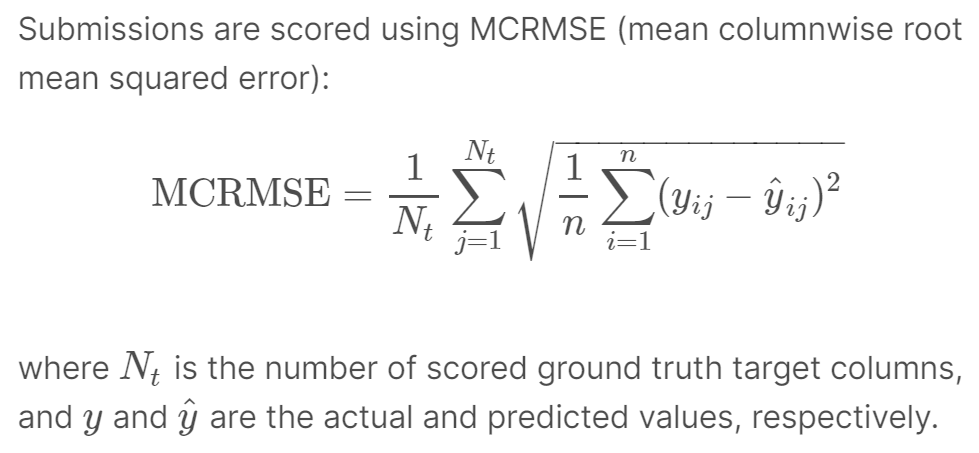 Submissions are scored using MCRMSE (mean columnwise root
mean squared error):
MCRMSE = \frac{1}{N_t} \sum_{j=1}^{N_t} \sqrt{\frac{1}{n} \sum_{i=1}^{n} (y_{ij} - \hat{y}_{ij})^2}
where N_t is the number of scored ground truth target columns,
and y and ŷ are the actual and predicted values, respectively.